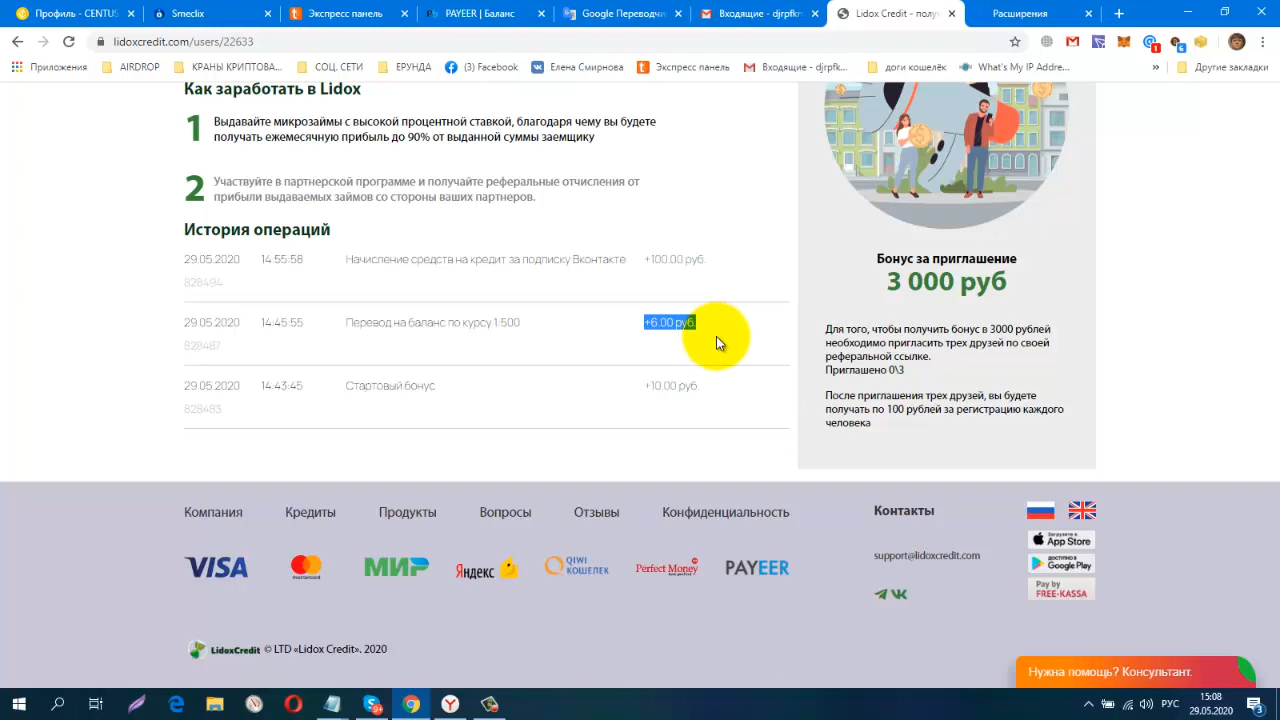 Профиль - CENTUS
Smeclix
Экспресс панель
PAYEER | Баланс
Google Переводчи
Входящие - djrpfkm
Lidox Credit - полу
Расширения
lidoxcredit.com/users/22633
1
6
Приложения
AIRDROP
КРАНЫ КРИПТОВА...
СОЦ. СЕТИ
ЕРУНДА
(3) Facebook
Елена Смирнова
Экспресс панель
Входящие - djrpfk...
доги кошелёк
What's My IP Addre...
»
Другие закладки
Как заработать в Lidox
1
Выдавайте микрозаймы с высокой процентной ставкой, благодаря чему вы будете
получать ежемесячную прибыль до 90% от выданной суммы заемщику
2
Участвуйте в партнерской программе и получайте реферальные отчисления от
прибыли выдаваемых займов со стороны ваших партнеров.
История операций
29.05.2020 14:55:58 Начисление средств на кредит за подписку Вконтакте +100.00 руб.
828494
29.05.2020 14:45:55 Перевод на баланс по курсу 1:500 +6.00 руб.
828487
29.05.2020 14:43:45 Стартовый бонус +10.00 руб.
828483
Бонус за приглашение
3 000 руб
Для того, чтобы получить бонус в 3000 рублей
необходимо пригласить трех друзей по своей
реферальной ссылке.
Приглашено 0\3
После приглашения трех друзей, вы будете
получать по 100 рублей за регистрацию каждого
человека
Компания Кредиты Продукты Вопросы Отзывы Конфиденциальность
Контакты
support@lidoxcredit.com
VISA
mastercard
МИР
Яндекс
QIWI
КОШЕЛЕК
Perfect Money
PAYEER
Загрузите в
App Store
ДОСТУПНО В
Google Play
Pay by
FREE-KASSA
LidoxCredit © LTD «Lidox Credit». 2020
Нужна помощь? Консультант.
9+
РУС
15:08
29.05.2020
3